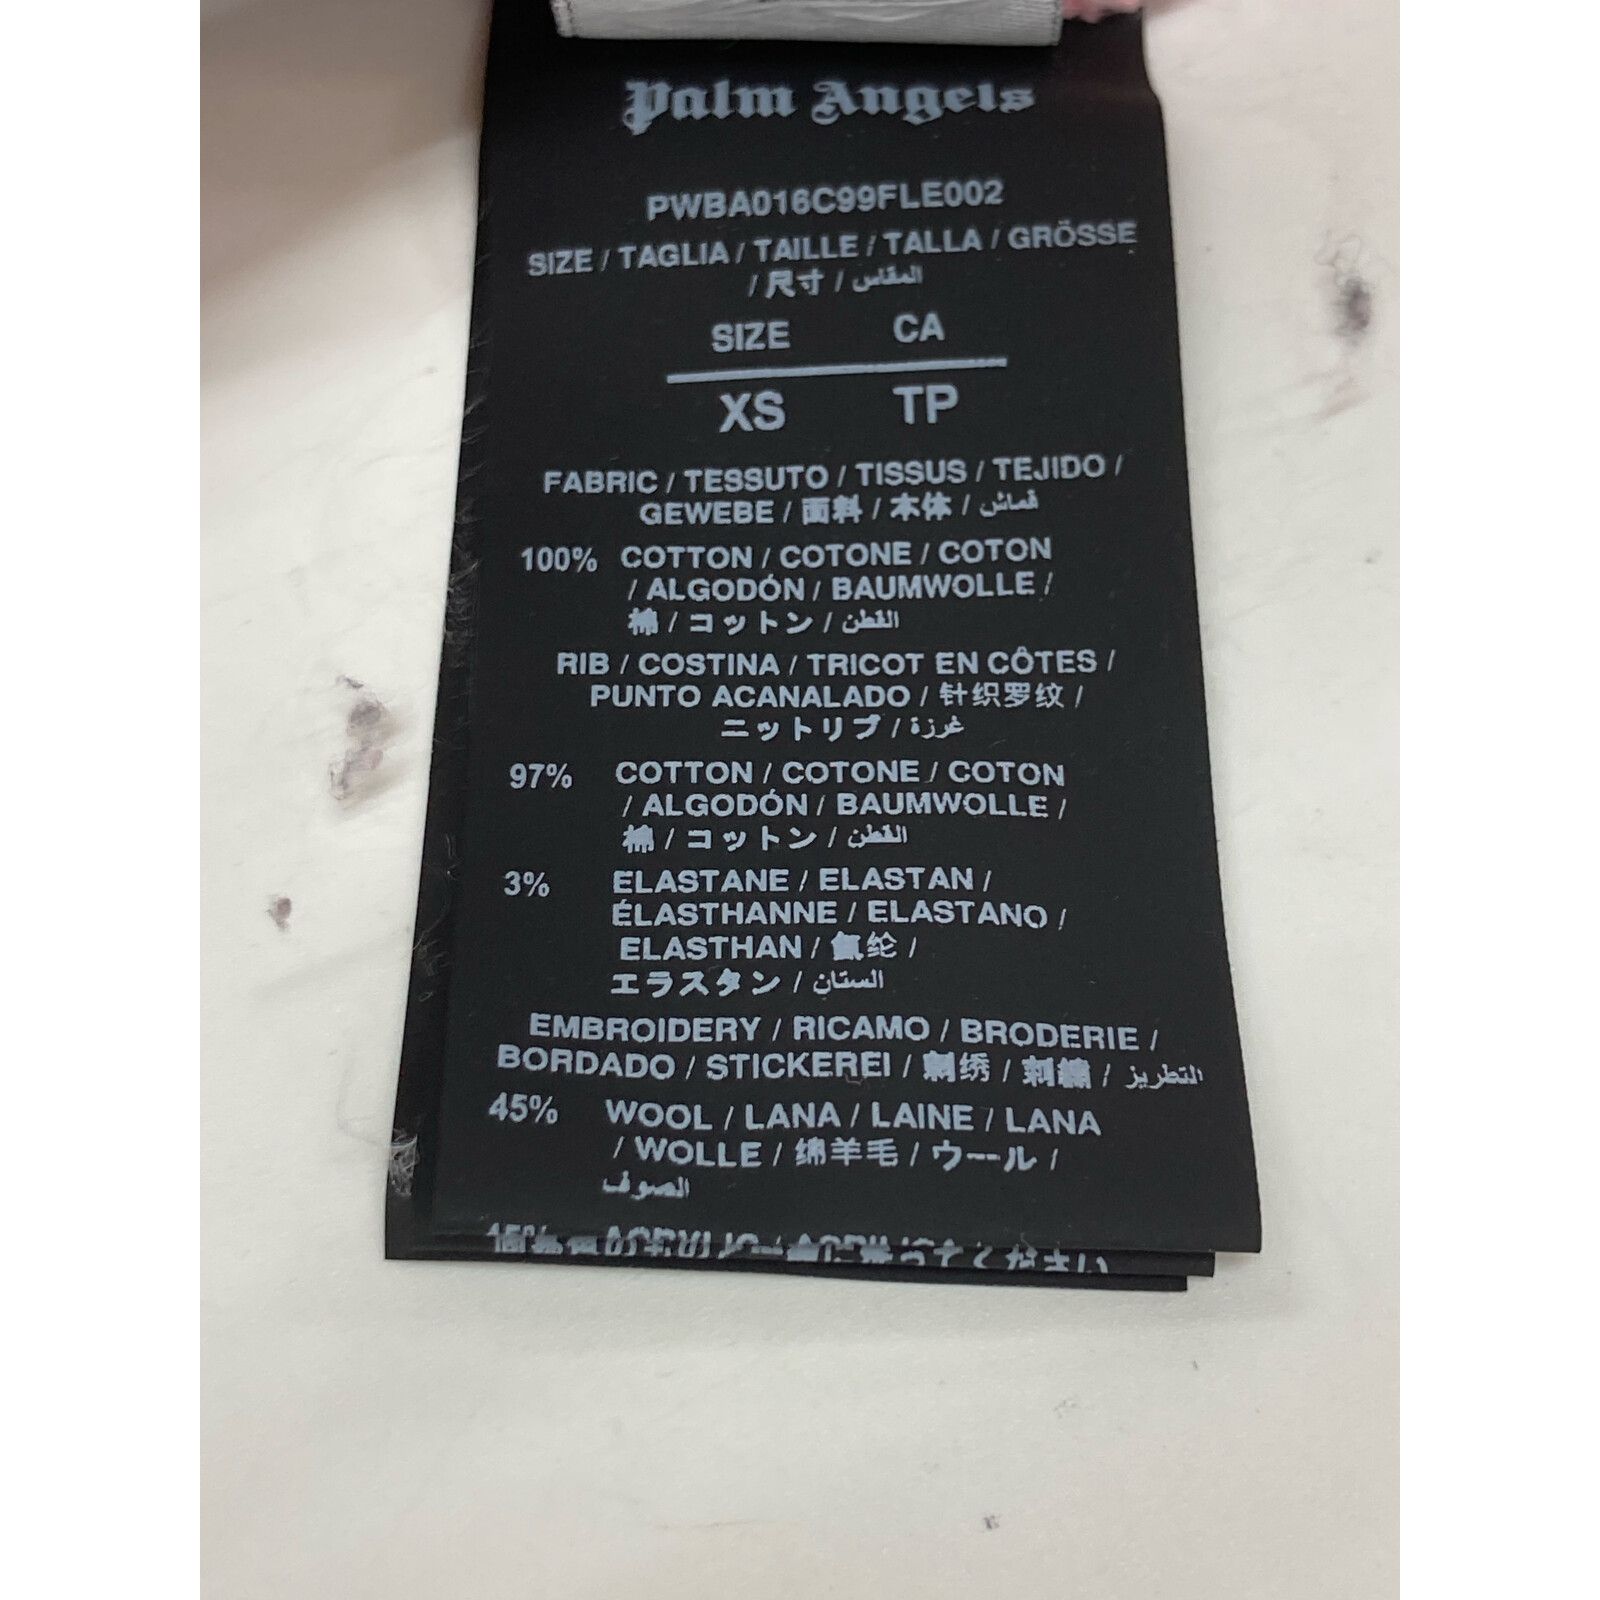 Palm Angels
PWBA016C99FLE002
SIZE / TAGLIA / TAILLE / TALLA / GRÖSSE
/ 尺寸 / المقاس
SIZE CA
XS TP
FABRIC / TESSUTO / TISSUS / TEJIDO /
GEWEBE / 面料 / 本体 / قماش
100% COTTON / COTONE / COTON
/ ALGODÓN / BAUMWOLLE /
棉 / コットン / القطن
RIB / COSTINA / TRICOT EN CÔTES /
PUNTO ACANALADO / 针织罗纹 /
ニットリブ / غرزة
97% COTTON / COTONE / COTON
/ ALGODÓN / BAUMWOLLE /
棉 / コットン / القطن
3% ELASTANE / ELASTAN /
ÉLASTHANNE / ELASTANO /
ELASTHAN / 氨纶 /
エラスタン / الستان
EMBROIDERY / RICAMO / BRODERIE /
BORDADO / STICKEREI / 刺绣 / 刺繍 / التطريز
45% WOOL / LANA / LAINE / LANA
/ WOLLE / 绵羊毛 / ウール /
الصوف